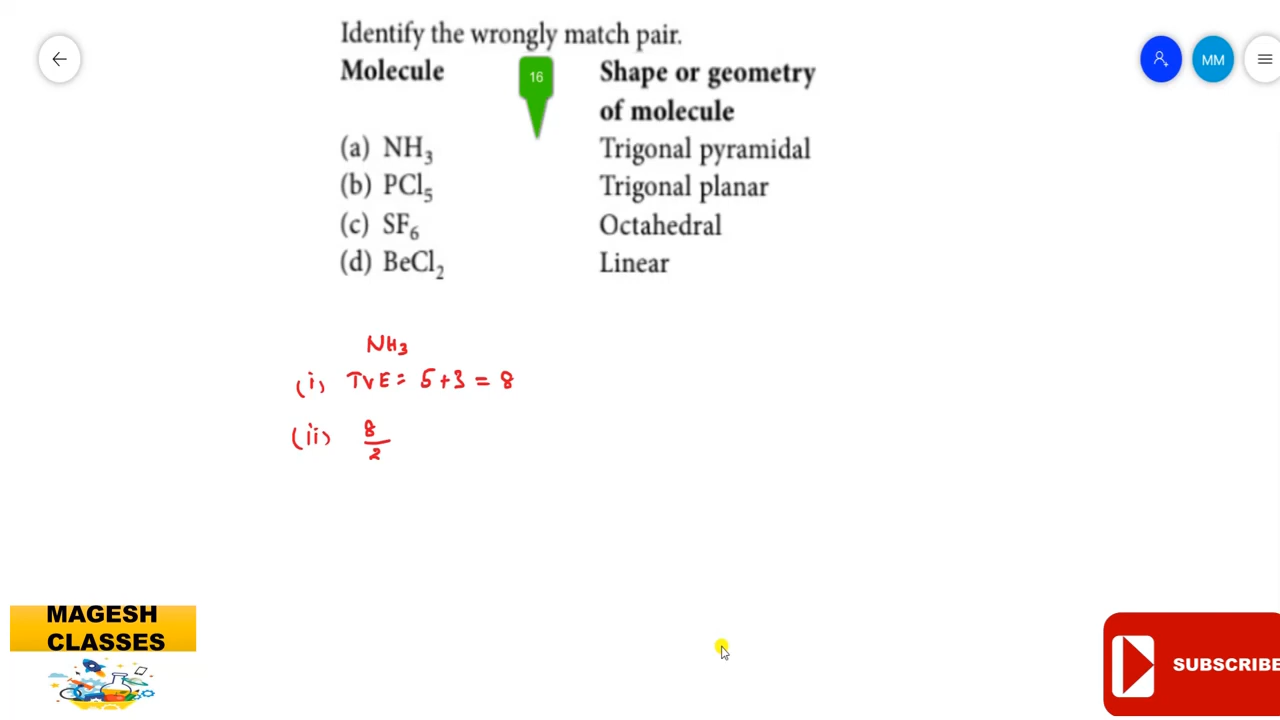 Identify the wrongly match pair.
Molecule 16 Shape or geometry
of molecule
(a) NH₃ Trigonal pyramidal
(b) PCl₅ Trigonal planar
(c) SF₆ Octahedral
(d) BeCl₂ Linear
NH₃
(i) TVE = 5+3 = 8
(ii) 8/2
MM
MAGESH
CLASSES
SUBSCRIBE